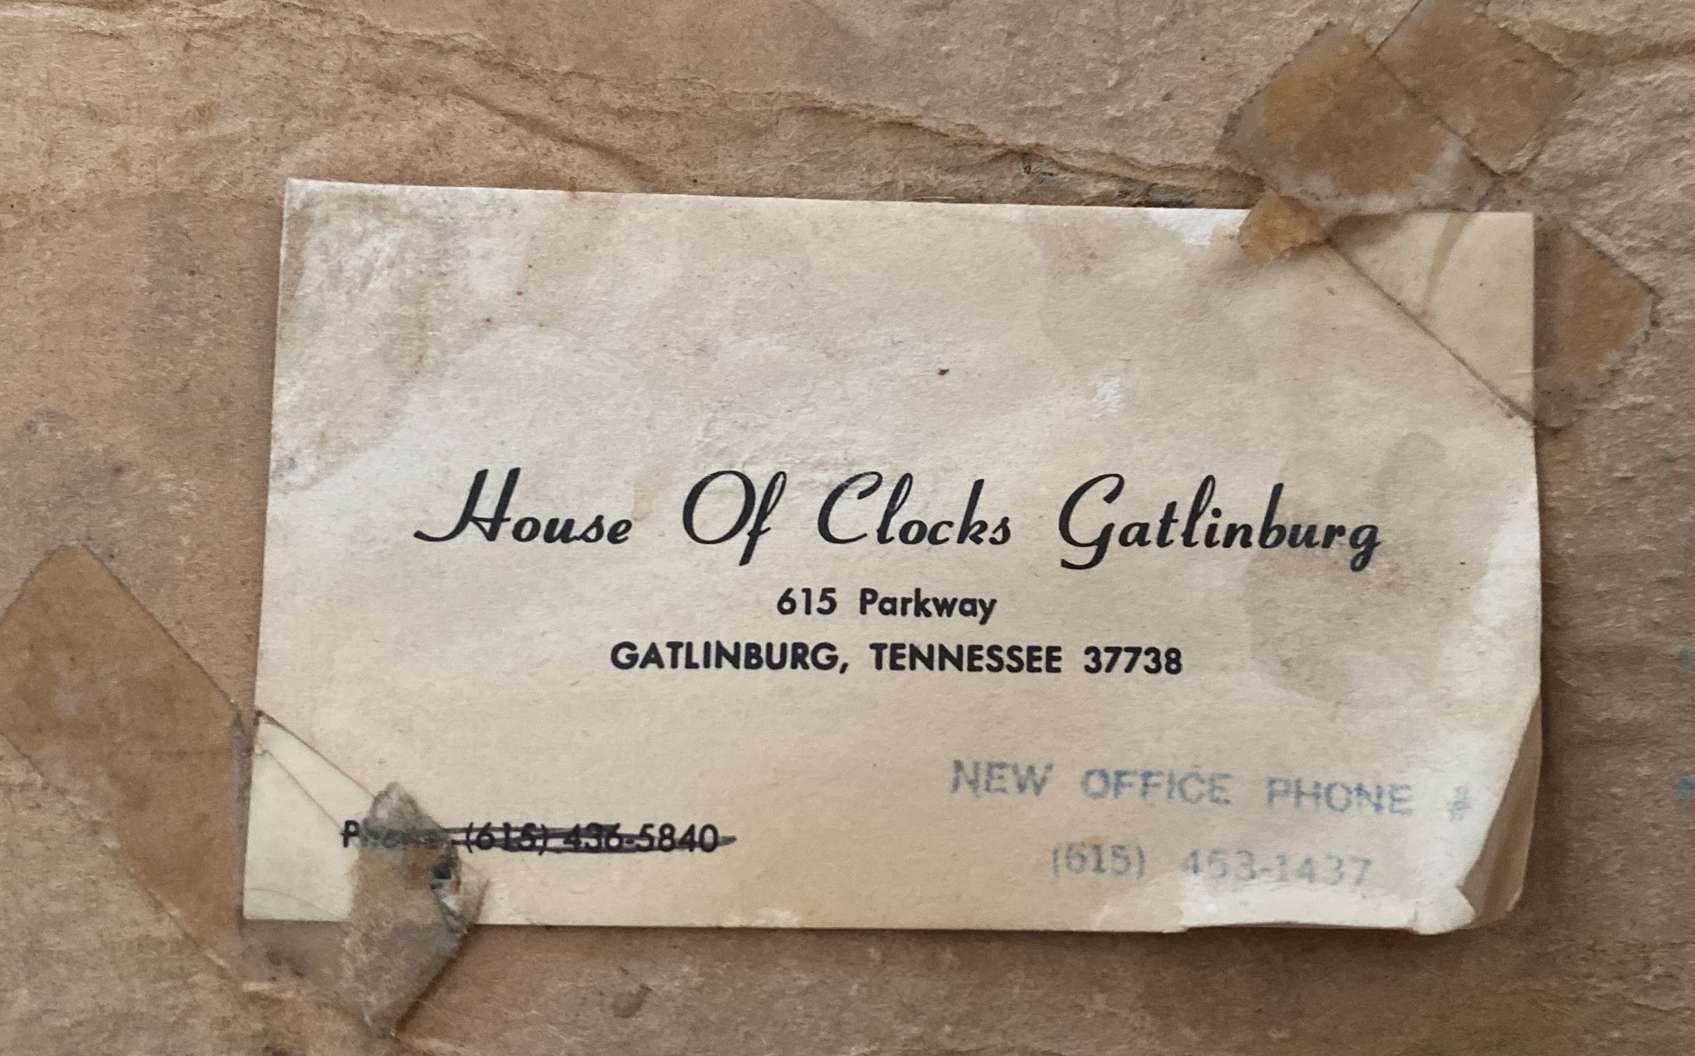 House Of Clocks Gatlinburg
615 Parkway
GATLINBURG, TENNESSEE 37738
NEW OFFICE PHONE #
Phone (615) 436-5840
(615) 453-1437